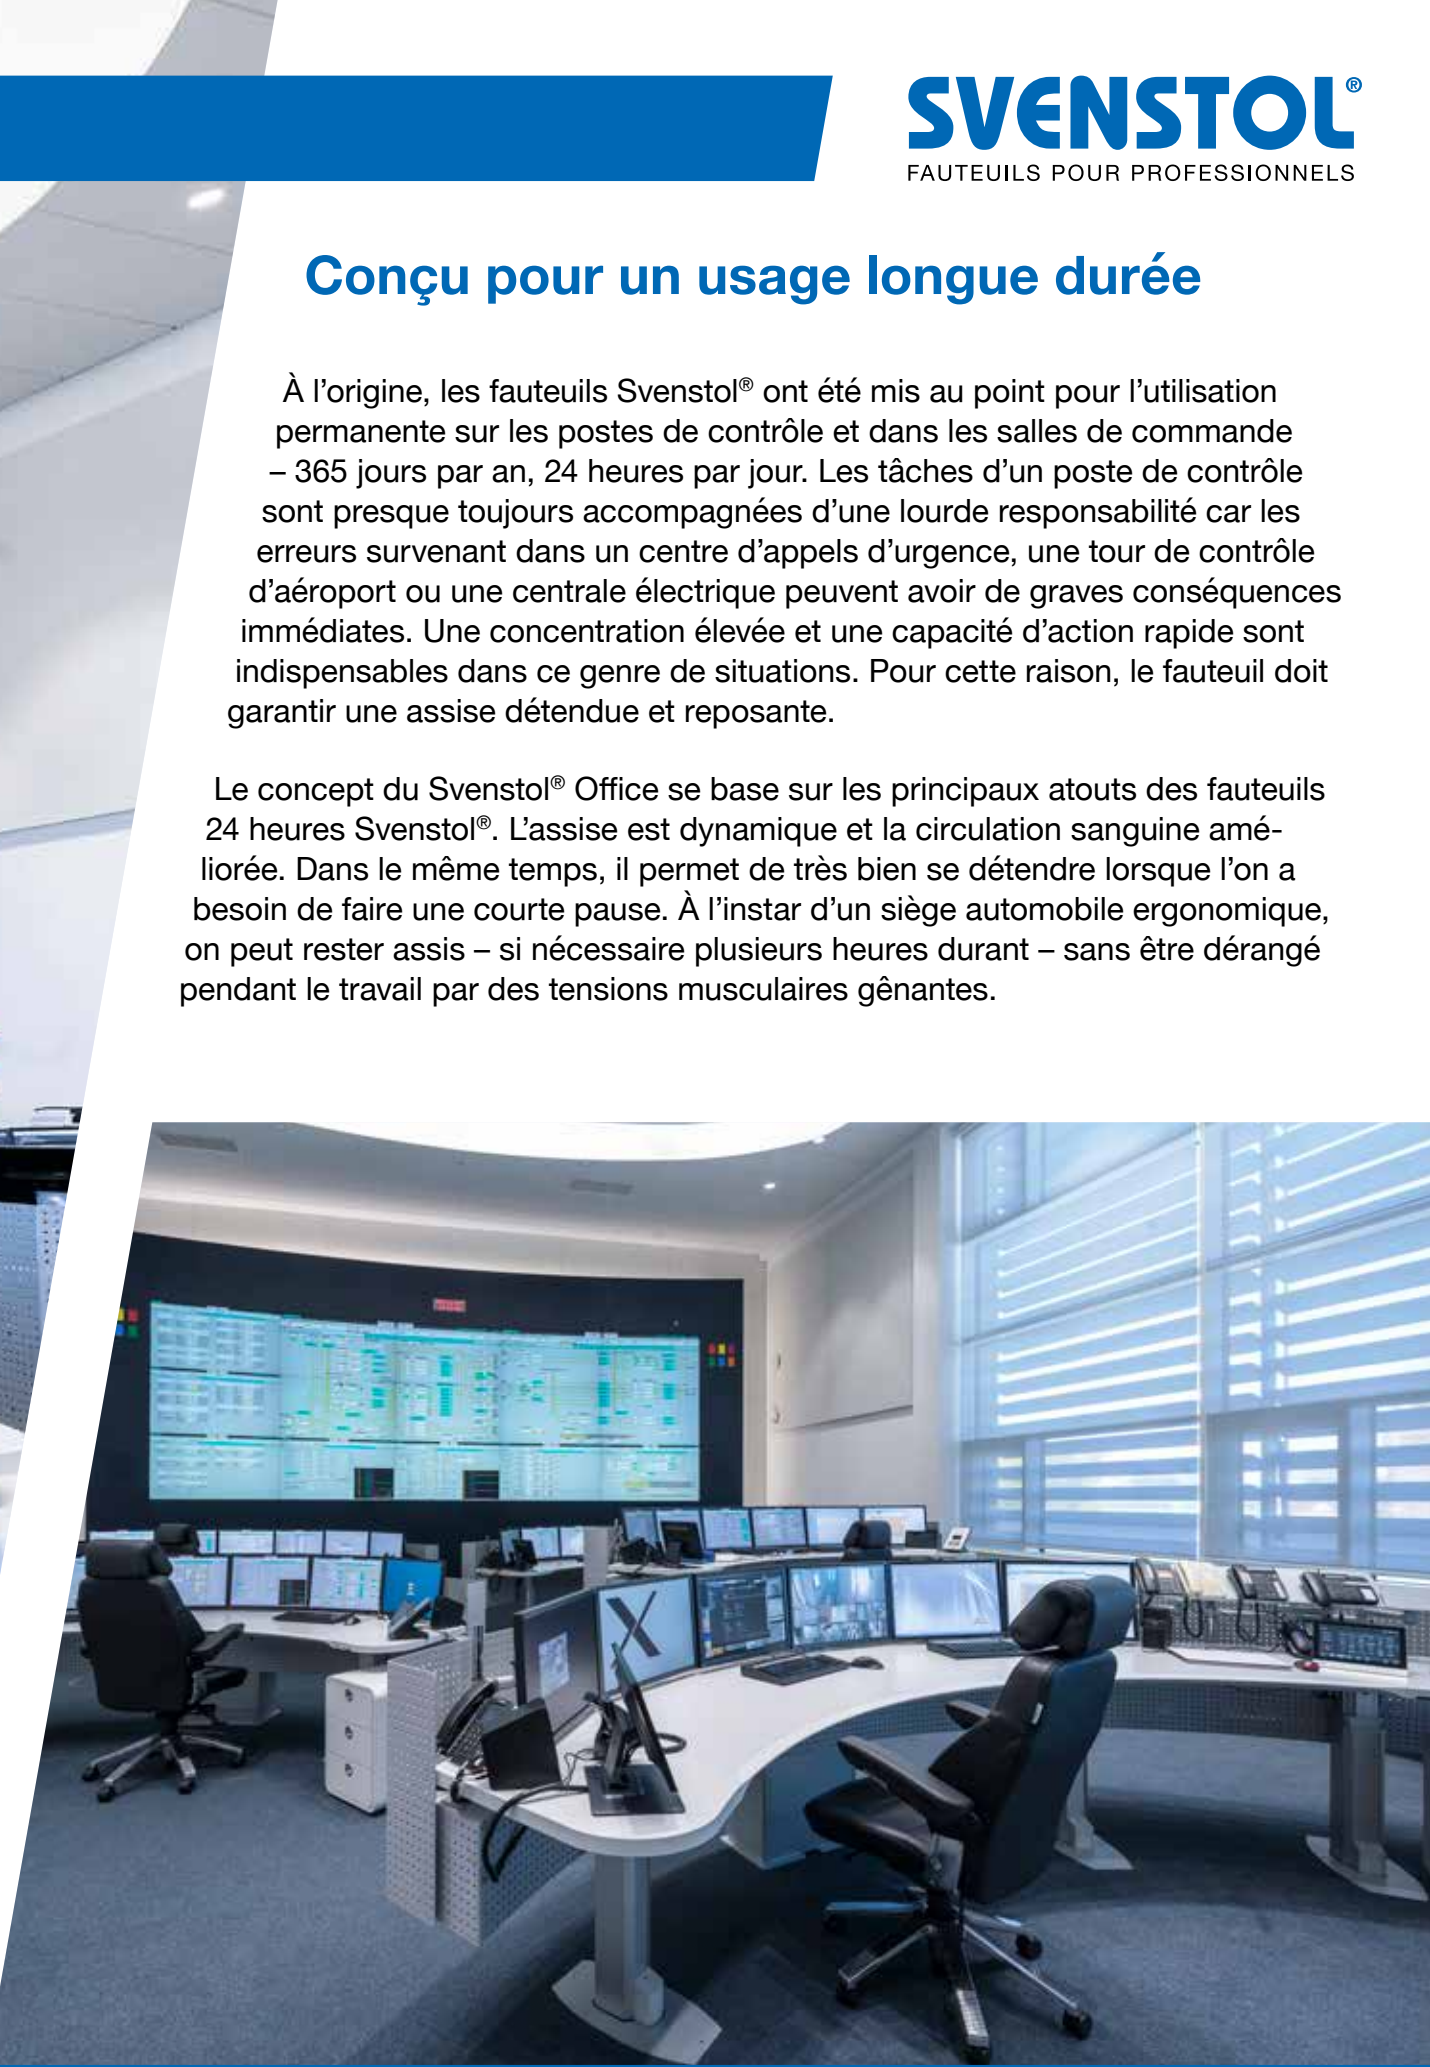 SVENSTOL®
FAUTEUILS POUR PROFESSIONNELS
Conçu pour un usage longue durée
À l’origine, les fauteuils Svenstol® ont été mis au point pour l’utilisation
permanente sur les postes de contrôle et dans les salles de commande
– 365 jours par an, 24 heures par jour. Les tâches d’un poste de contrôle
sont presque toujours accompagnées d’une lourde responsabilité car les
erreurs survenant dans un centre d’appels d’urgence, une tour de contrôle
d’aéroport ou une centrale électrique peuvent avoir de graves conséquences
immédiates. Une concentration élevée et une capacité d’action rapide sont
indispensables dans ce genre de situations. Pour cette raison, le fauteuil doit
garantir une assise détendue et reposante.
Le concept du Svenstol® Office se base sur les principaux atouts des fauteuils
24 heures Svenstol®. L’assise est dynamique et la circulation sanguine amé-
liorée. Dans le même temps, il permet de très bien se détendre lorsque l’on a
besoin de faire une courte pause. À l’instar d’un siège automobile ergonomique,
on peut rester assis – si nécessaire plusieurs heures durant – sans être dérangé
pendant le travail par des tensions musculaires gênantes.